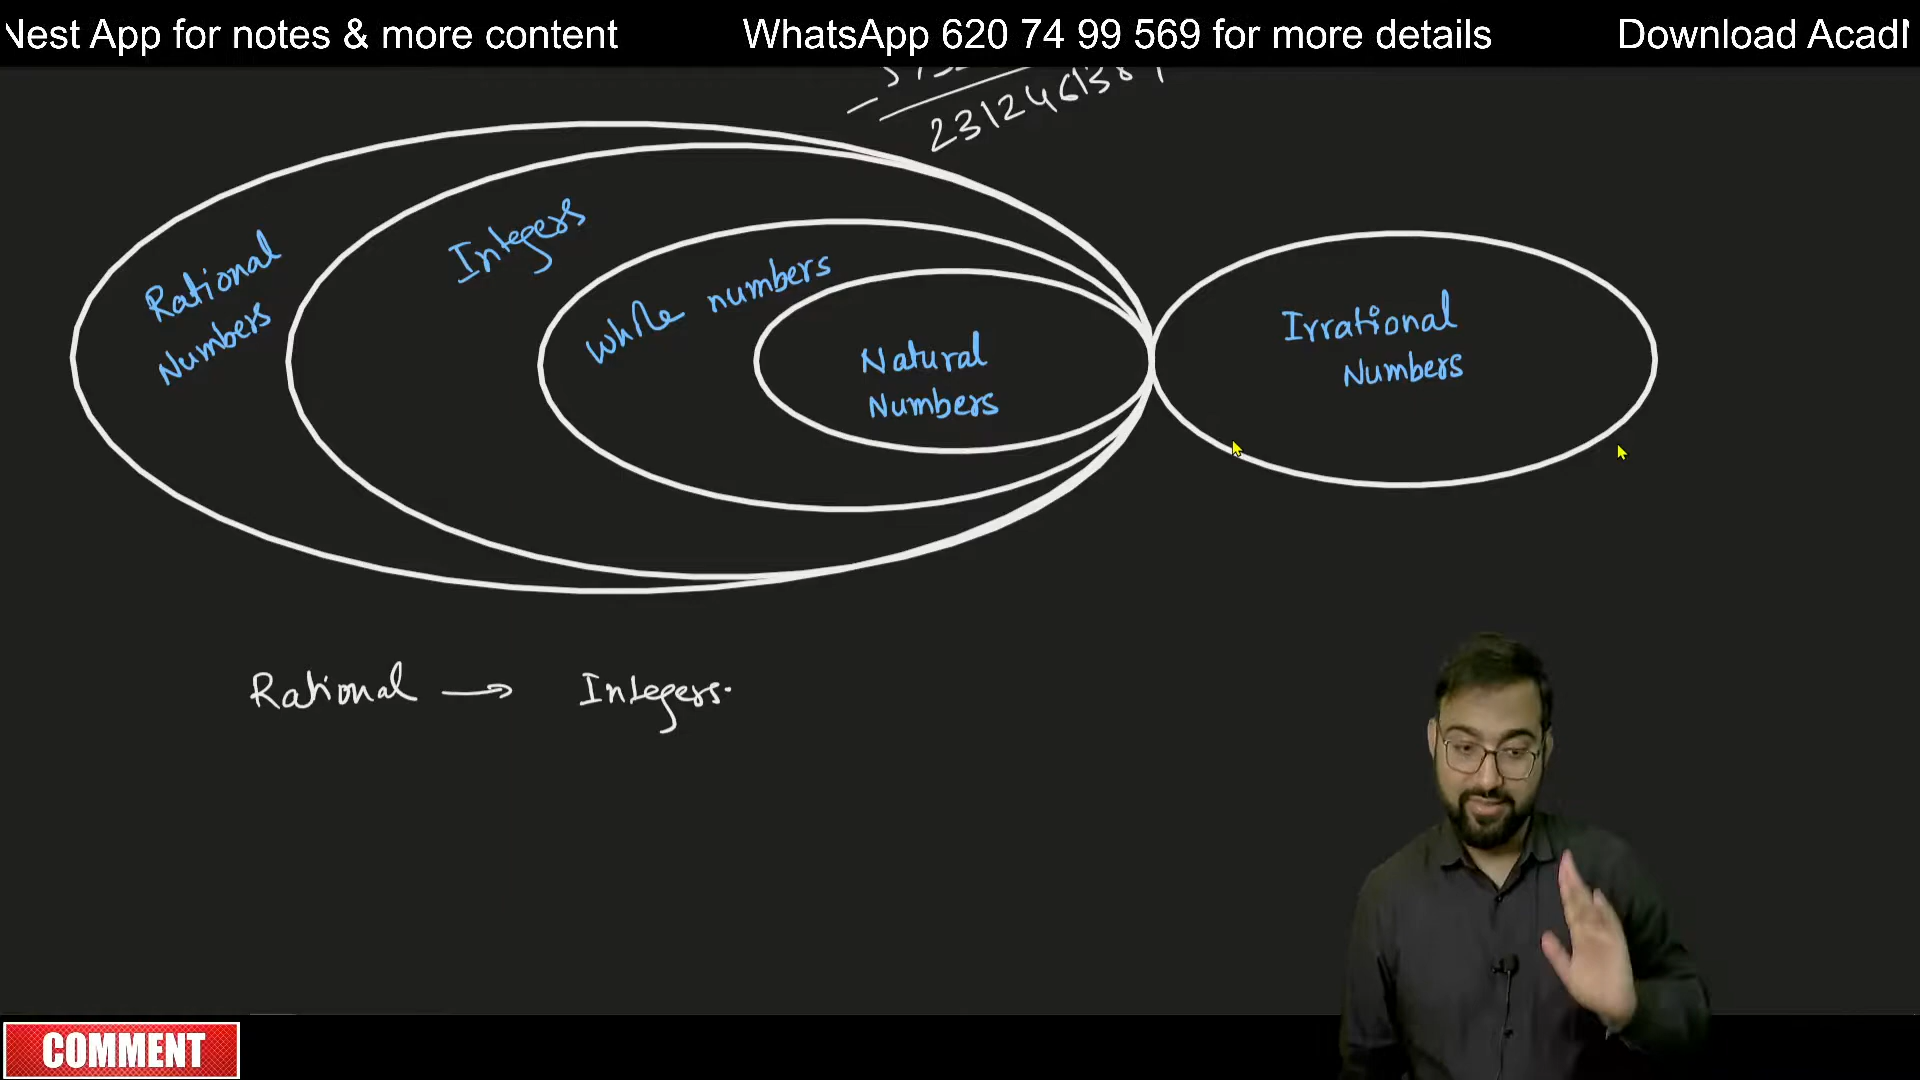 Nest App for notes & more content WhatsApp 620 74 99 569 for more details Download Acad
Rational
Numbers
Integers
Whole numbers
Natural
Numbers
Irrational
Numbers
Rational → Integers.
COMMENT